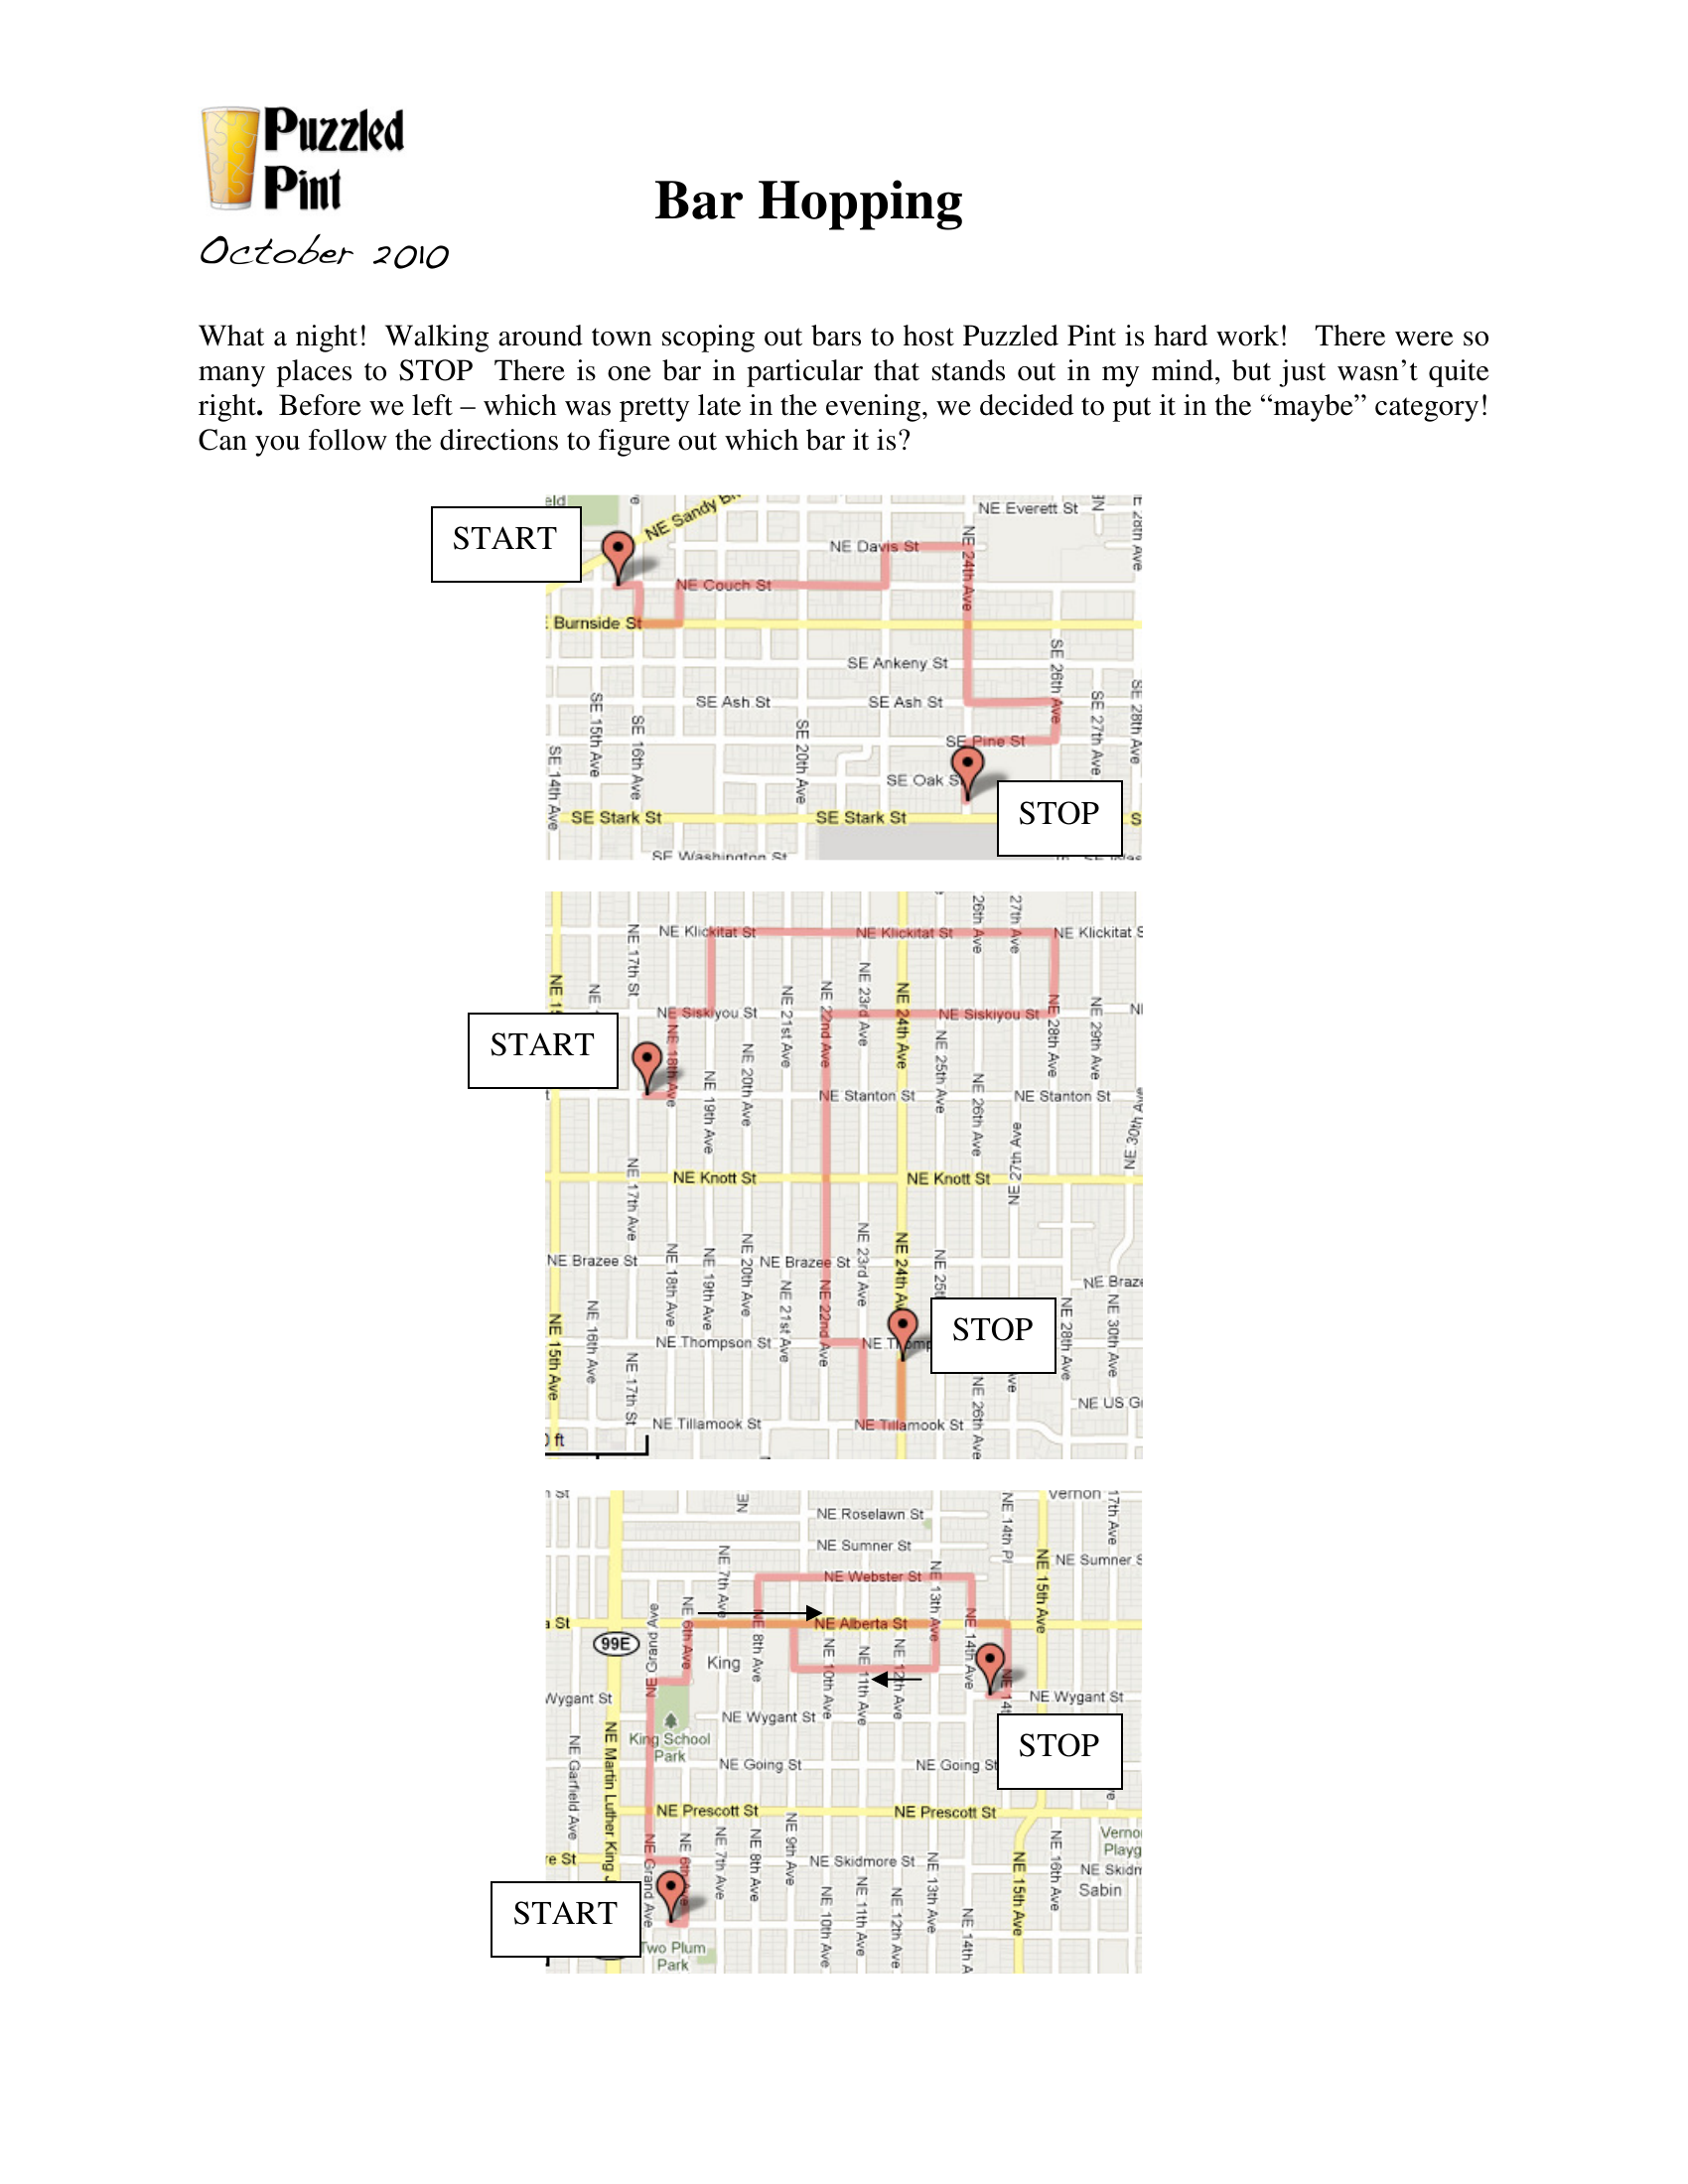 Puzzled
Pint
October 2010
Bar Hopping
What a night!  Walking around town scoping out bars to host Puzzled Pint is hard work!   There were so
many places to STOP  There is one bar in particular that stands out in my mind, but just wasn't quite
right.  Before we left – which was pretty late in the evening, we decided to put it in the “maybe” category!
Can you follow the directions to figure out which bar it is?
START
NE Sandy
NE Everett St
NE 28th Ave
NE Davis St
NE 24th Ave
NE Couch St
Burnside St
SE Ankeny St
SE 26th Ave
SE Ash St
SE Ash St
SE 15th Ave
SE 16th Ave
SE 20th Ave
SE 27th Ave
SE 28th Ave
SE 14th Ave
SE Pine St
SE Oak S
STOP
SE Stark St
SE Stark St
SE Washington St
26th Ave
27th Ave
NE Klickitat St
NE Klickitat St
NE Klickitat S
NE 17th St
NE 22nd Ave
NE 23rd Ave
NE 24th Ave
NE 21st Ave
NE 28th Ave
NE 29th Ave
START
NE Siskiyou St
NE Siskiyou St
NE 18th Ave
NE 19th Ave
NE 20th Ave
NE 25th Ave
NE 26th Ave
NE 27th Ave
NE 30th Ave
NE Stanton St
NE Stanton St
NE Knott St
NE Knott St
NE 17th Ave
NE 18th Ave
NE 19th Ave
NE 20th Ave
NE 23rd Ave
NE 24th Av
NE 25t
NE Brazee St
NE Brazee St
NE Braze
NE 15th Ave
NE 16th Ave
NE 17th St
NE 21st Ave
NE 22nd Ave
NE 28th Ave
NE 30th Ave
STOP
NE Thompson St
NE Thomp
NE 26th Ave
NE US G
NE Tillamook St
NE Tillamook St
ft
NE
Vernon
17th Ave
NE 14th Pl
NE Roselawn St
NE Sumner St
NE Sumner S
NE Webster St
NE 7th Ave
NE 13th Ave
NE 15th Ave
NE Grand Ave
NE 6th Ave
NE 8th Ave
NE 14th Ave
a St
NE Alberta St
99E
King
NE 10th Ave
NE 11th Ave
NE 12th Ave
NE 14t
Wygant St
NE Wygant St
NE Wygant St
King School
Park
STOP
NE Garfield Ave
NE Martin Luther King J
NE Going St
NE Going St
NE Prescott St
NE Prescott St
NE Grand Ave
NE 6th Ave
NE 7th Ave
NE 8th Ave
NE 9th Ave
Verno
Playg
re St
NE Skidmore St
NE Skidm
NE 10th Ave
NE 11th Ave
NE 12th Ave
NE 13th Ave
NE 14th A
NE 15th Ave
NE 16th Ave
Sabin
START
Two Plum
Park